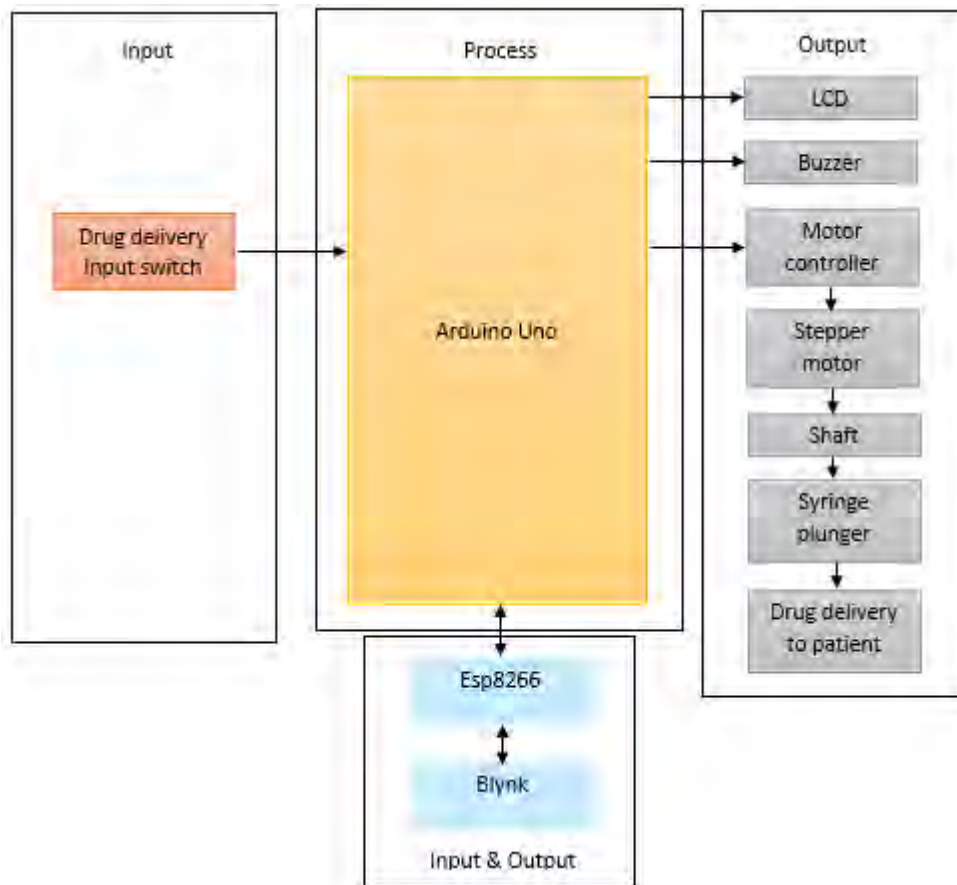 Input
Drug delivery
Input switch
Process
Arduino Uno
Output
LCD
Buzzer
Motor
controller
Stepper
motor
Shaft
Syringe
plunger
Drug delivery
to patient
Esp8266
Blynk
Input & Output